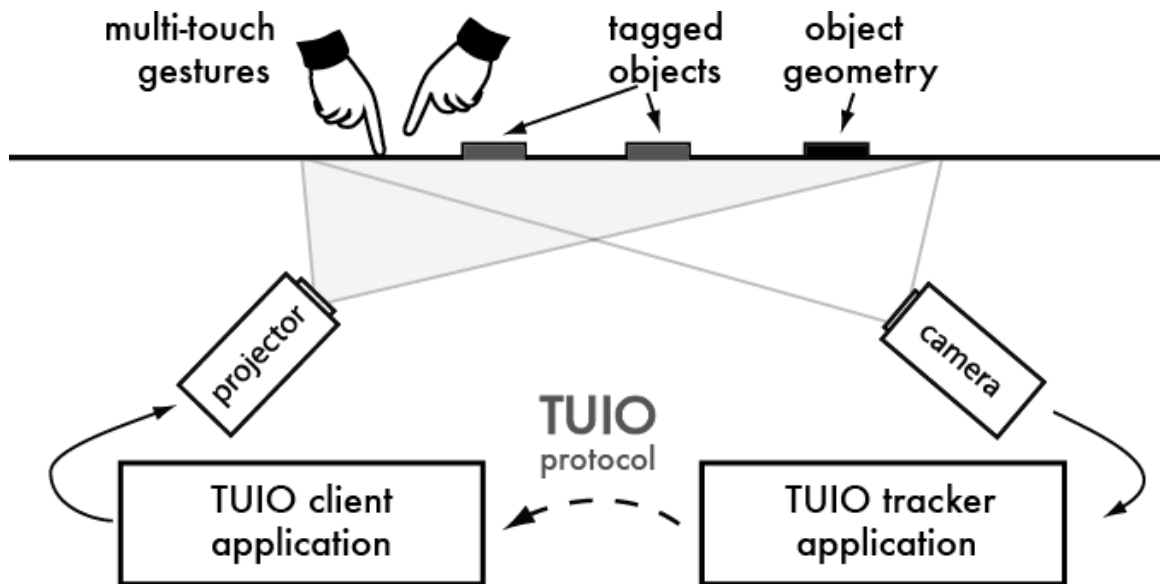 multi-touch
gestures
tagged
objects
object
geometry
projector
camera
TUIO
protocol
TUIO client
application
TUIO tracker
application